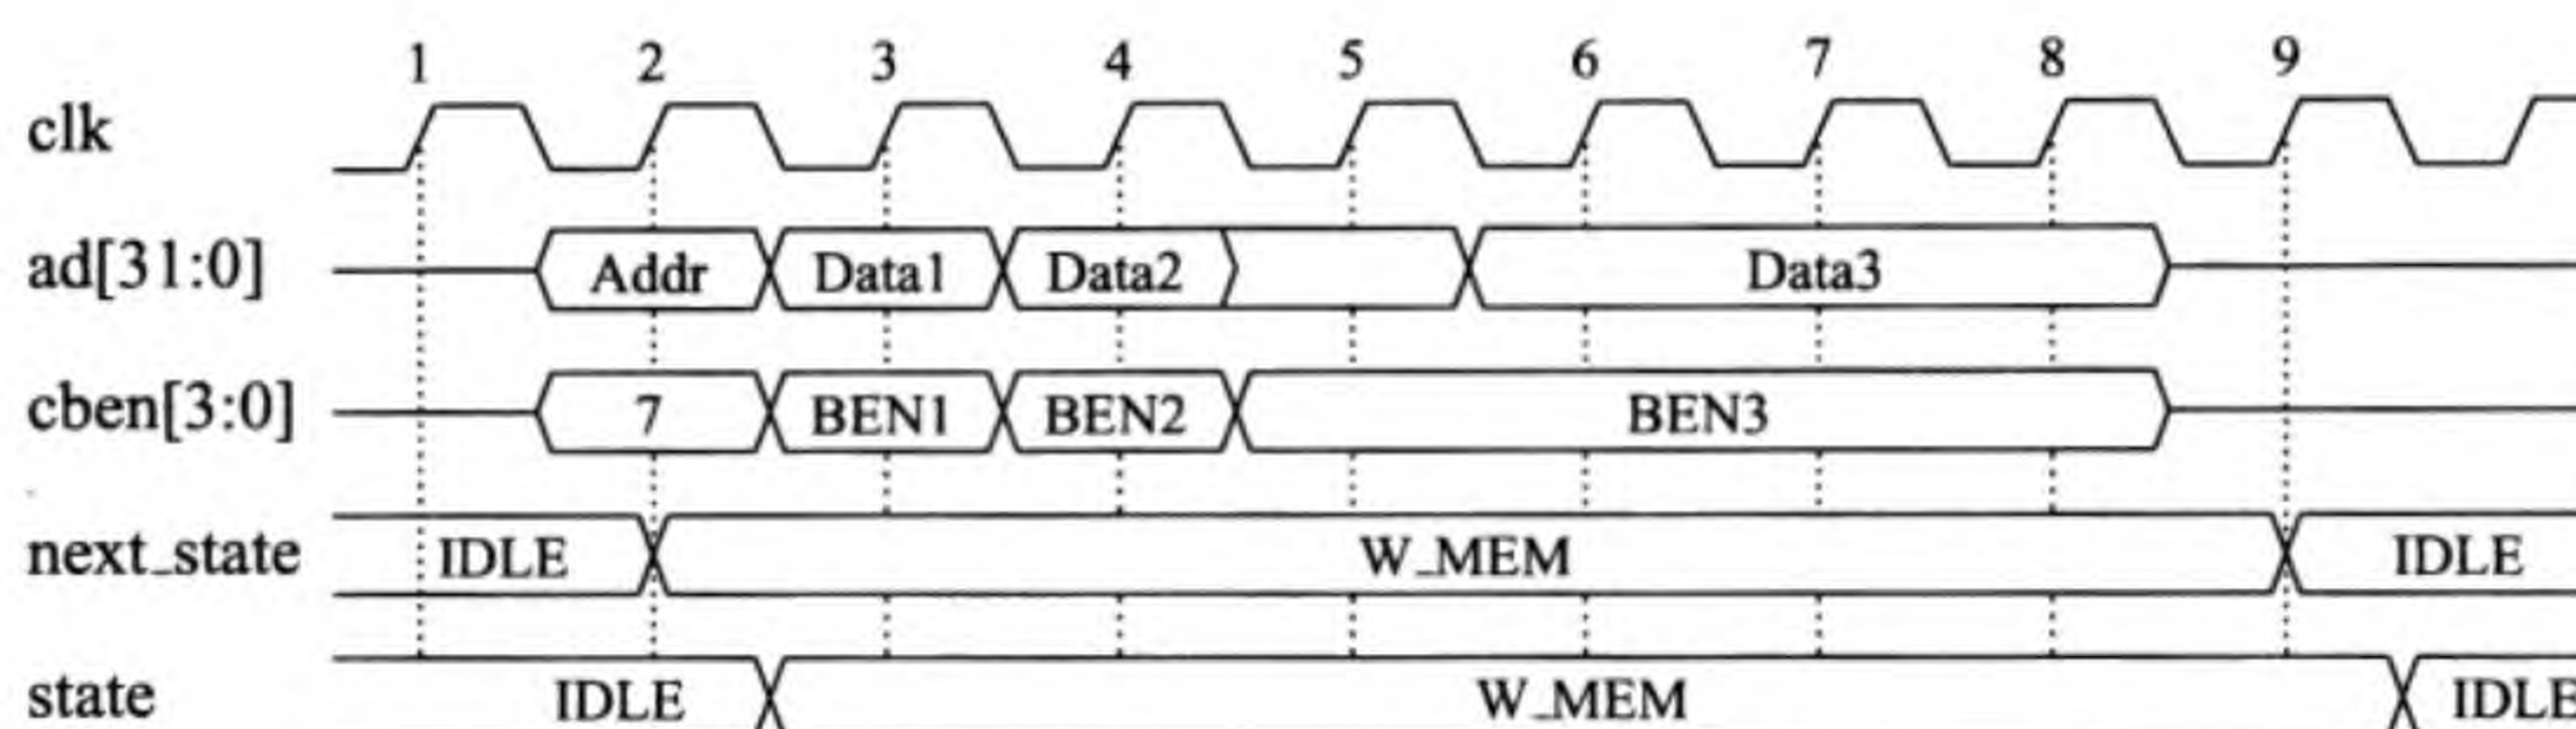 1 2 3 4 5 6 7 8 9
clk
ad[31:0] Addr Data1 Data2 Data3
cben[3:0] 7 BEN1 BEN2 BEN3
next_state IDLE W_MEM IDLE
state IDLE W_MEM IDLE